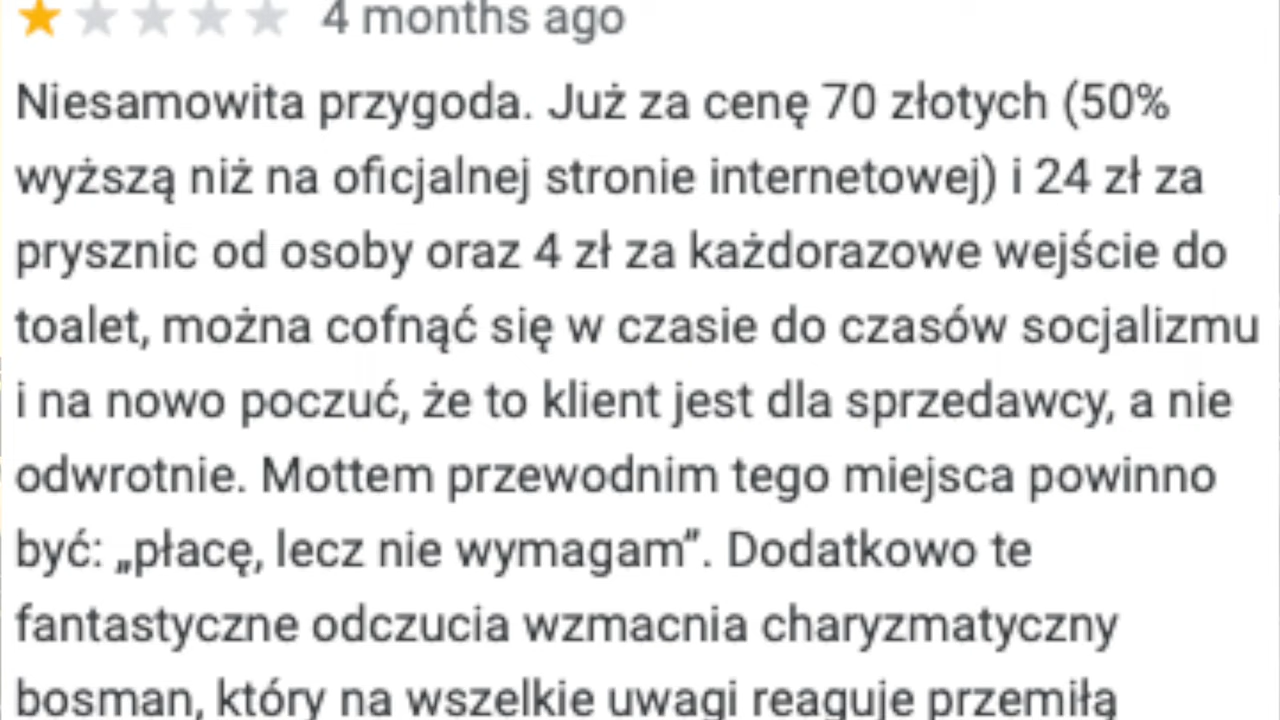 4 months ago
Niesamowita przygoda. Już za cenę 70 złotych (50%
wyższą niż na oficjalnej stronie internetowej) i 24 zł za
prysznic od osoby oraz 4 zł za każdorazowe wejście do
toalet, można cofnąć się w czasie do czasów socjalizmu
i na nowo poczuć, że to klient jest dla sprzedawcy, a nie
odwrotnie. Mottem przewodnim tego miejsca powinno
być: „płacę, lecz nie wymagam”. Dodatkowo te
fantastyczne odczucia wzmacnia charyzmatyczny
bosman, który na wszelkie uwagi reaguje przemiłą